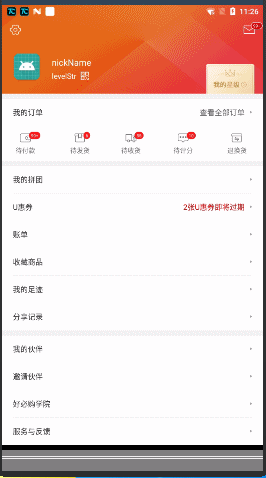 11:26
nickName
levelStr
我的星级
我的订单
查看全部订单
待付款
待发货
待收货
待评分
退换货
我的拼团
U惠券
2张U惠券即将过期
账单
收藏商品
我的足迹
分享记录
我的伙伴
邀请伙伴
好必购学院
服务与反馈